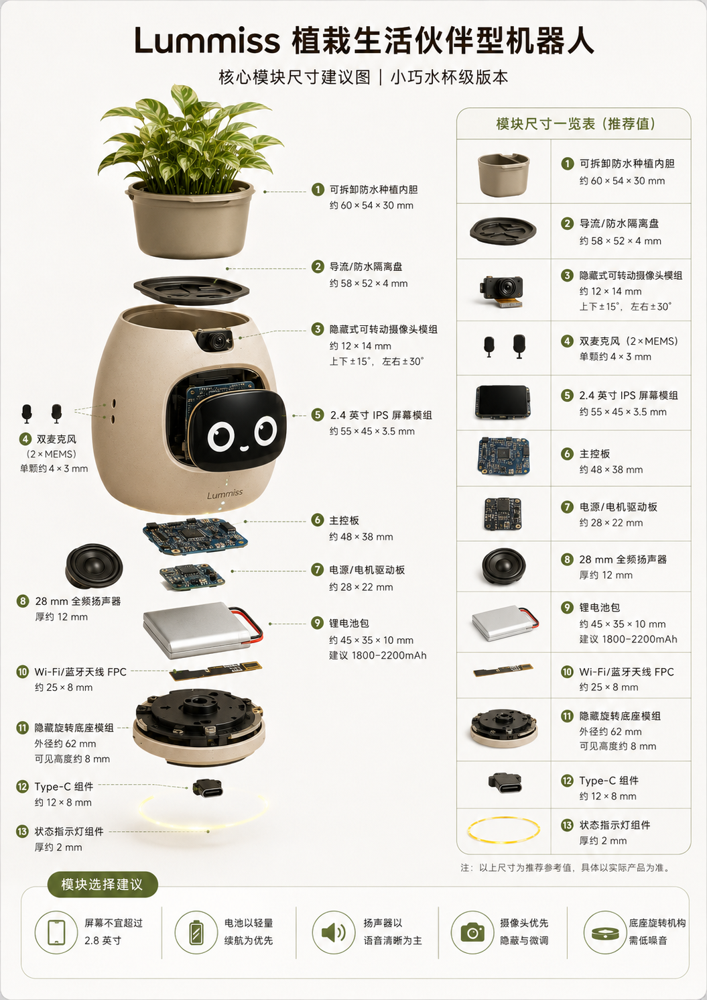 Lummiss 植栽生活伙伴型机器人
核心模块尺寸建议图 | 小巧水杯级版本
1 可拆卸防水种植内胆
约 60 × 54 × 30 mm
2 导流/防水隔离盘
约 58 × 52 × 4 mm
3 隐藏式可转动摄像头模组
约 12 × 14 mm
上下 ±15°, 左右 ±30°
4 双麦克风
(2 × MEMS)
单颗约 4 × 3 mm
5 2.4 英寸 IPS 屏幕模组
约 55 × 45 × 3.5 mm
Lummiss
6 主控板
约 48 × 38 mm
7 电源/电机驱动板
约 28 × 22 mm
8 28 mm 全频扬声器
厚约 12 mm
9 锂电池包
约 45 × 35 × 10 mm
建议 1800-2200mAh
10 Wi-Fi/蓝牙天线 FPC
约 25 × 8 mm
11 隐藏旋转底座模组
外径约 62 mm
可见高度约 8 mm
12 Type-C 组件
约 12 × 8 mm
13 状态指示灯组件
厚约 2 mm
模块尺寸一览表 (推荐值)
1 可拆卸防水种植内胆
约 60 × 54 × 30 mm
2 导流/防水隔离盘
约 58 × 52 × 4 mm
3 隐藏式可转动摄像头模组
约 12 × 14 mm
上下 ±15°, 左右 ±30°
4 双麦克风 (2 × MEMS)
单颗约 4 × 3 mm
5 2.4 英寸 IPS 屏幕模组
约 55 × 45 × 3.5 mm
6 主控板
约 48 × 38 mm
7 电源/电机驱动板
约 28 × 22 mm
8 28 mm 全频扬声器
厚约 12 mm
9 锂电池包
约 45 × 35 × 10 mm
建议 1800-2200mAh
10 Wi-Fi/蓝牙天线 FPC
约 25 × 8 mm
11 隐藏旋转底座模组
外径约 62 mm
可见高度约 8 mm
12 Type-C 组件
约 12 × 8 mm
13 状态指示灯组件
厚约 2 mm
注: 以上尺寸为推荐参考值, 具体以实际产品为准。
模块选择建议
屏幕不宜超过
2.8 英寸
电池以轻量
续航为优先
扬声器以
语音清晰为主
摄像头优先
隐蔽与微调
底座旋转机构
需低噪音